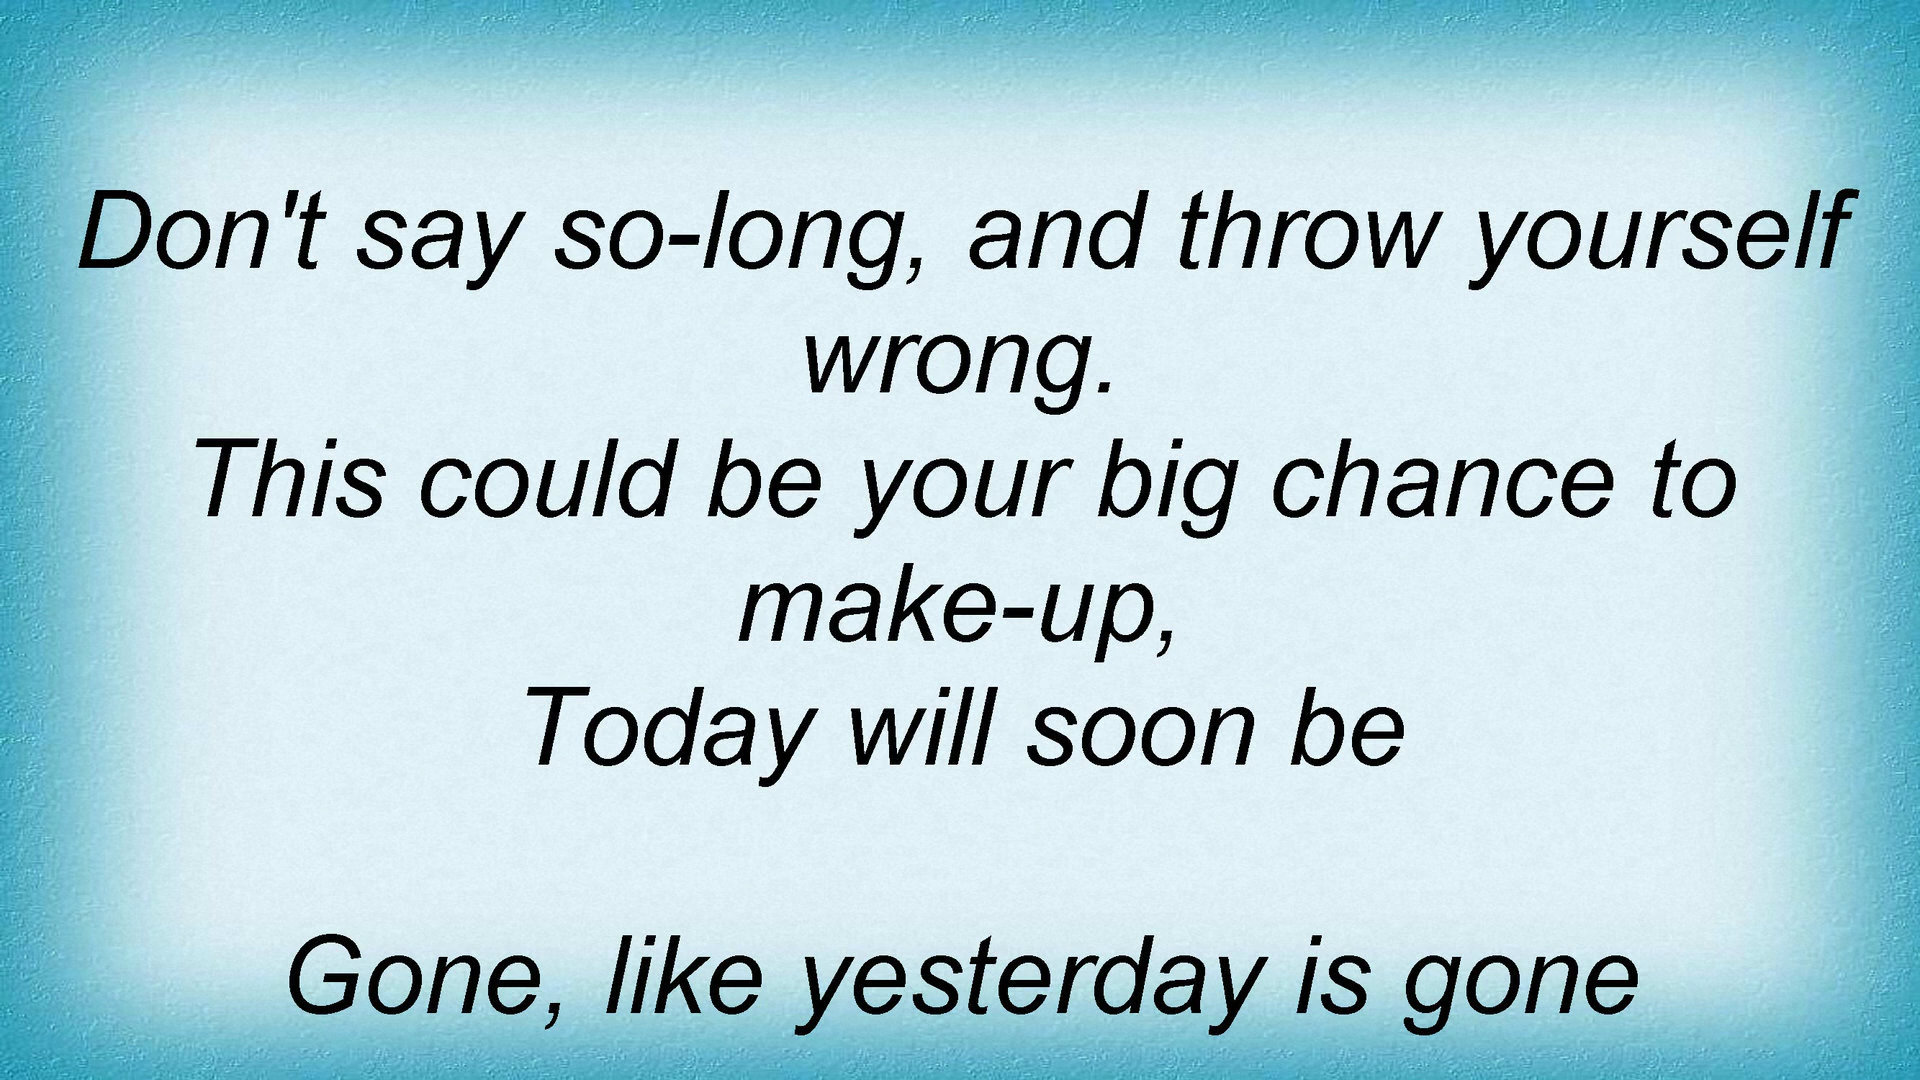 Don't say so-long, and throw yourself
wrong.
This could be your big chance to
make-up,
Today will soon be
Gone, like yesterday is gone